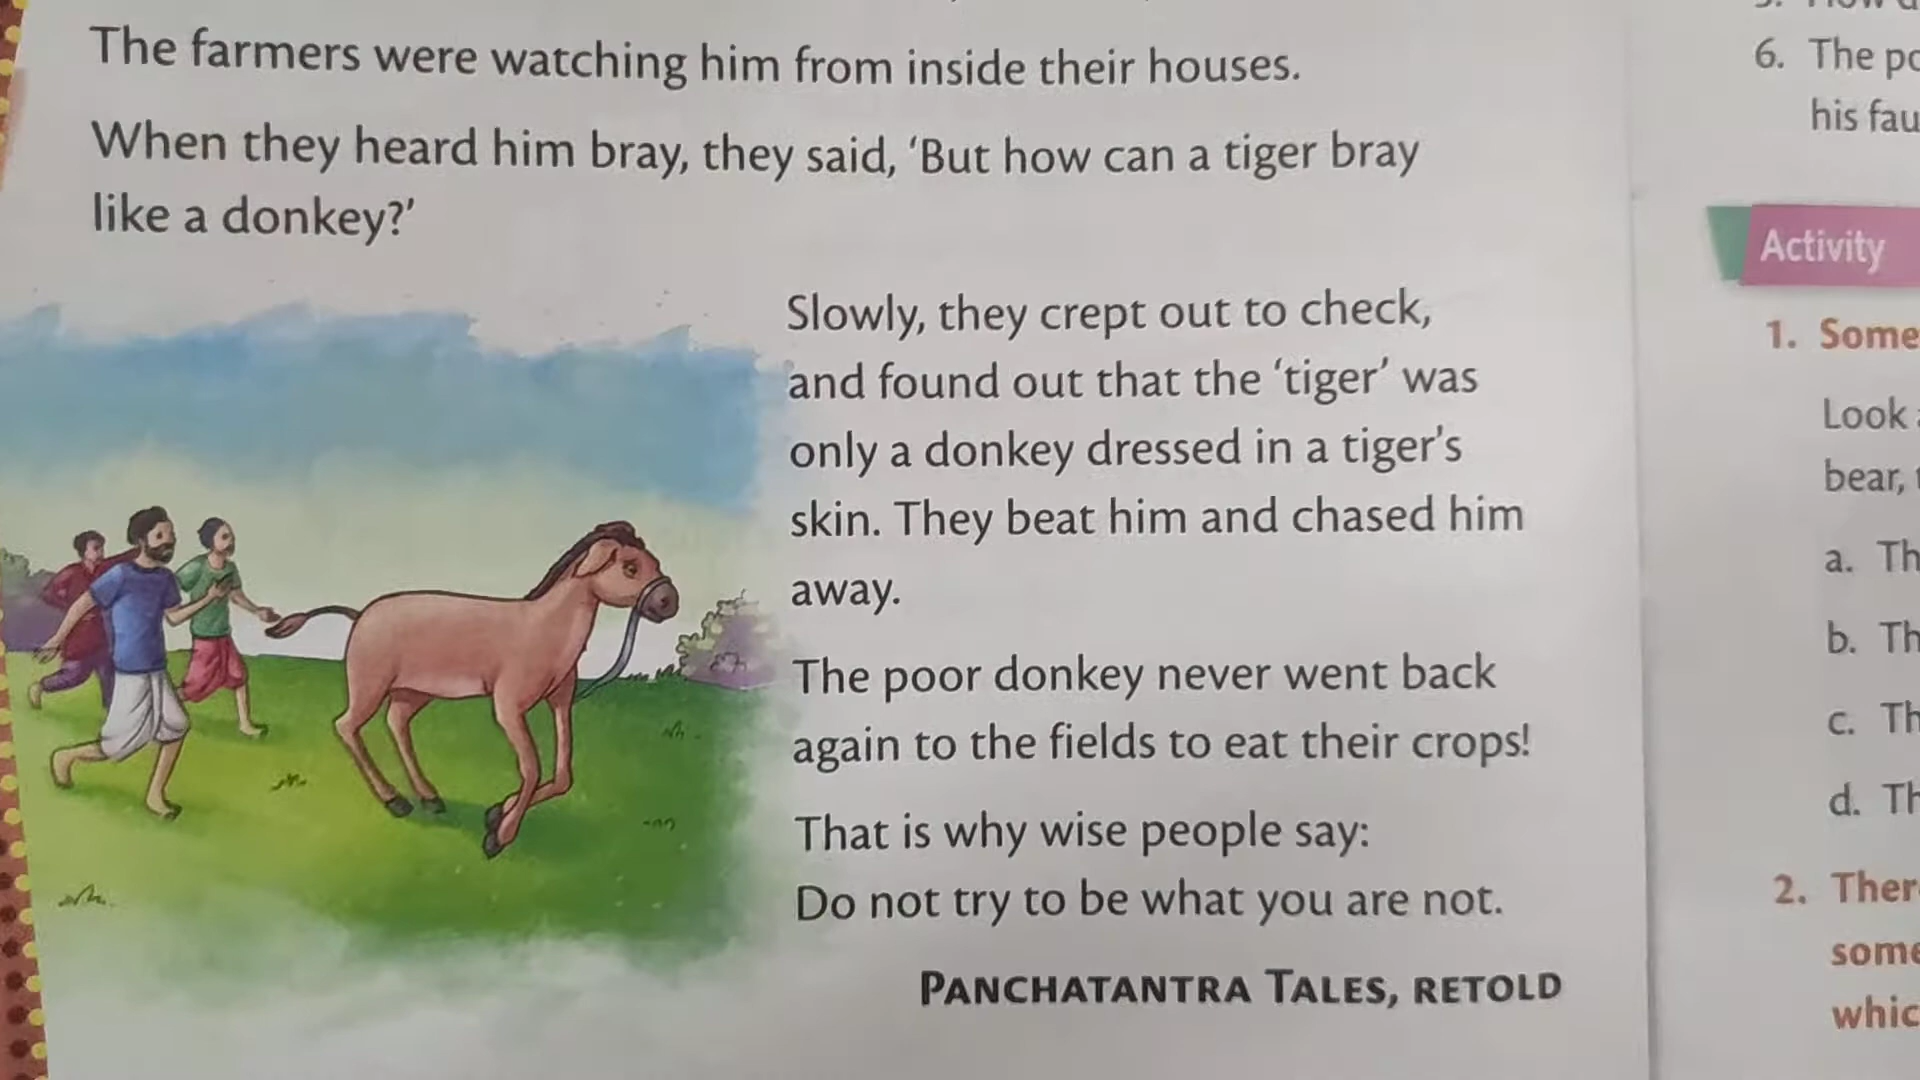 The farmers were watching him from inside their houses.
When they heard him bray, they said, ‘But how can a tiger bray
like a donkey?’
Slowly, they crept out to check,
and found out that the ‘tiger’ was
only a donkey dressed in a tiger's
skin. They beat him and chased him
away.
The poor donkey never went back
again to the fields to eat their crops!
That is why wise people say:
Do not try to be what you are not.
PANCHATANTRA TALES, RETOLD
6. The
his
Activity
1. Some
Look
bear,
a.
b.
c.
d.
2.